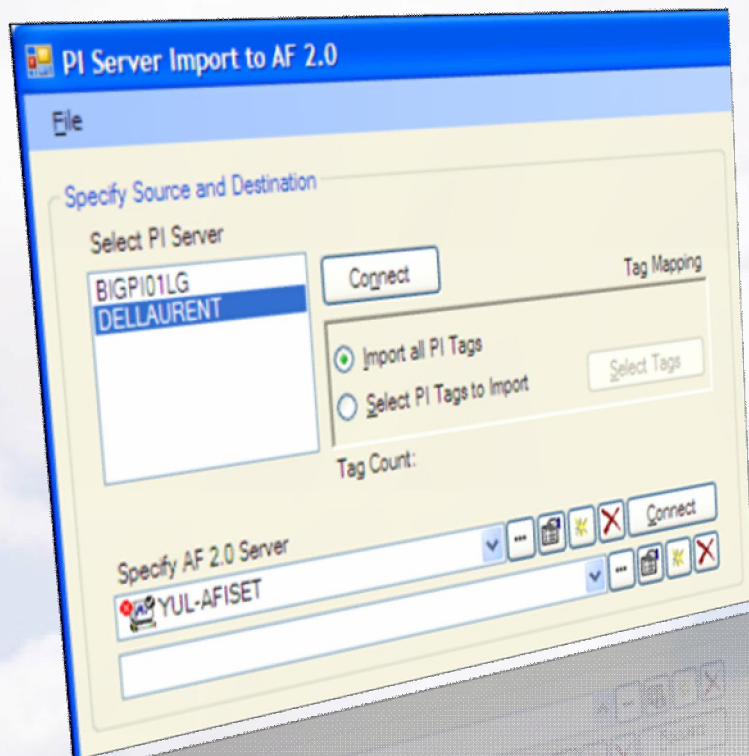 PI Server Import to AF 2.0
File
Specify Source and Destination
Select PI Server
BIGPI01LG
DELLAURENT
Connect
Tag Mapping
Import all PI Tags
Select PI Tags to Import
Select Tags
Tag Count:
Specify AF 2.0 Server
... Connect
YUL-AFISET
...